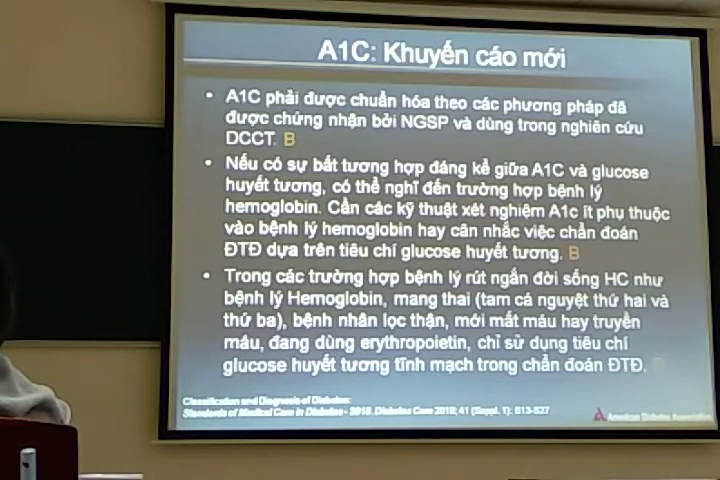 A1C: Khuyến cáo mới
• A1C phải được chuẩn hóa theo các phương pháp đã
được chứng nhận bởi NGSP và dùng trong nghiên cứu
DCCT. B
• Nếu có sự bất tương hợp đáng kể giữa A1C và glucose
huyết tương, có thể nghĩ đến trường hợp bệnh lý
hemoglobin. Cần các kỹ thuật xét nghiệm A1c ít phụ thuộc
vào bệnh lý hemoglobin hay cân nhắc việc chẩn đoán
ĐTĐ dựa trên tiêu chí glucose huyết tương. B
• Trong các trường hợp bệnh lý rút ngắn đời sống HC như
bệnh lý Hemoglobin, mang thai (tam cá nguyệt thứ hai và
thứ ba), bệnh nhân lọc thận, mới mất máu hay truyền
máu, đang dùng erythropoietin, chỉ sử dụng tiêu chí
glucose huyết tương tĩnh mạch trong chẩn đoán ĐTĐ.
Classification and Diagnosis of Diabetes:
Standards of Medical Care in Diabetes - 2018. Diabetes Care 2018; 41 (Suppl. 1): S13-S27
American Diabetes Association